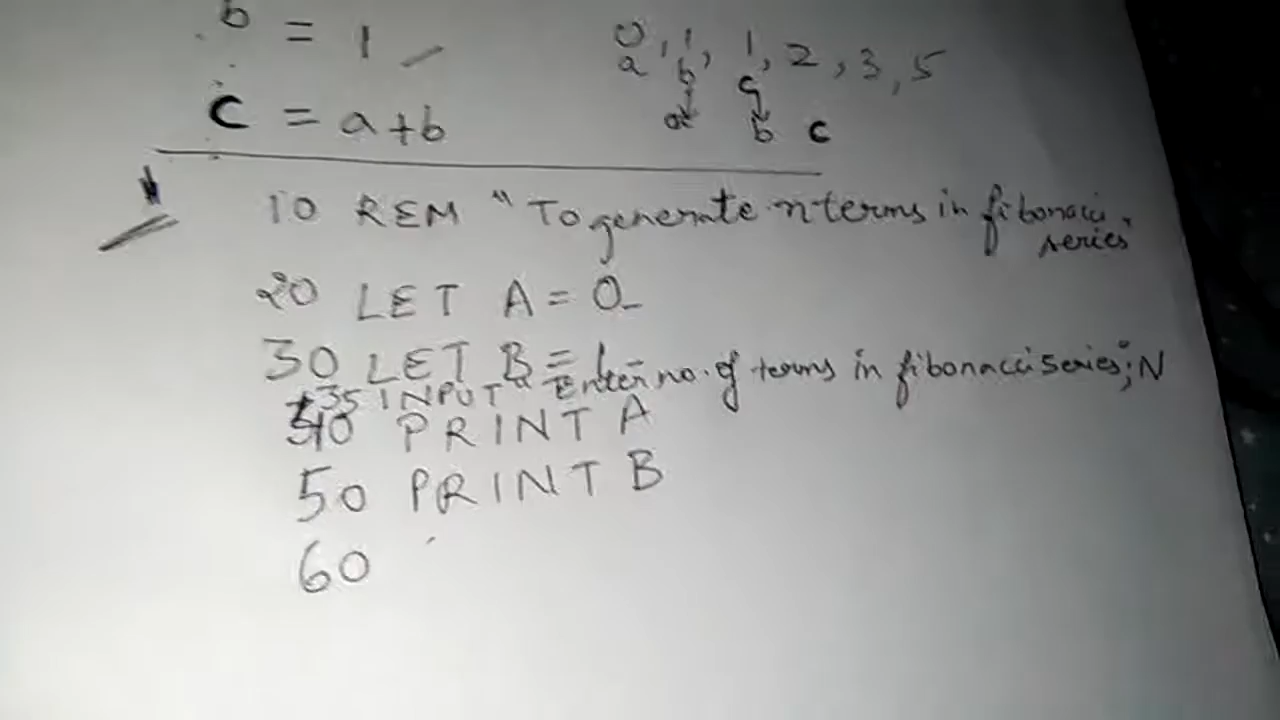 b = 1
c = a+b
0, 1, 1, 2, 3, 5
a b c
a b c
10 REM "To generate n terms in fibonacci
series"
20 LET A = 0
30 LET B = 1
35 INPUT "Enter no. of terms in fibonacci series"; N
40 PRINT A
50 PRINT B
60